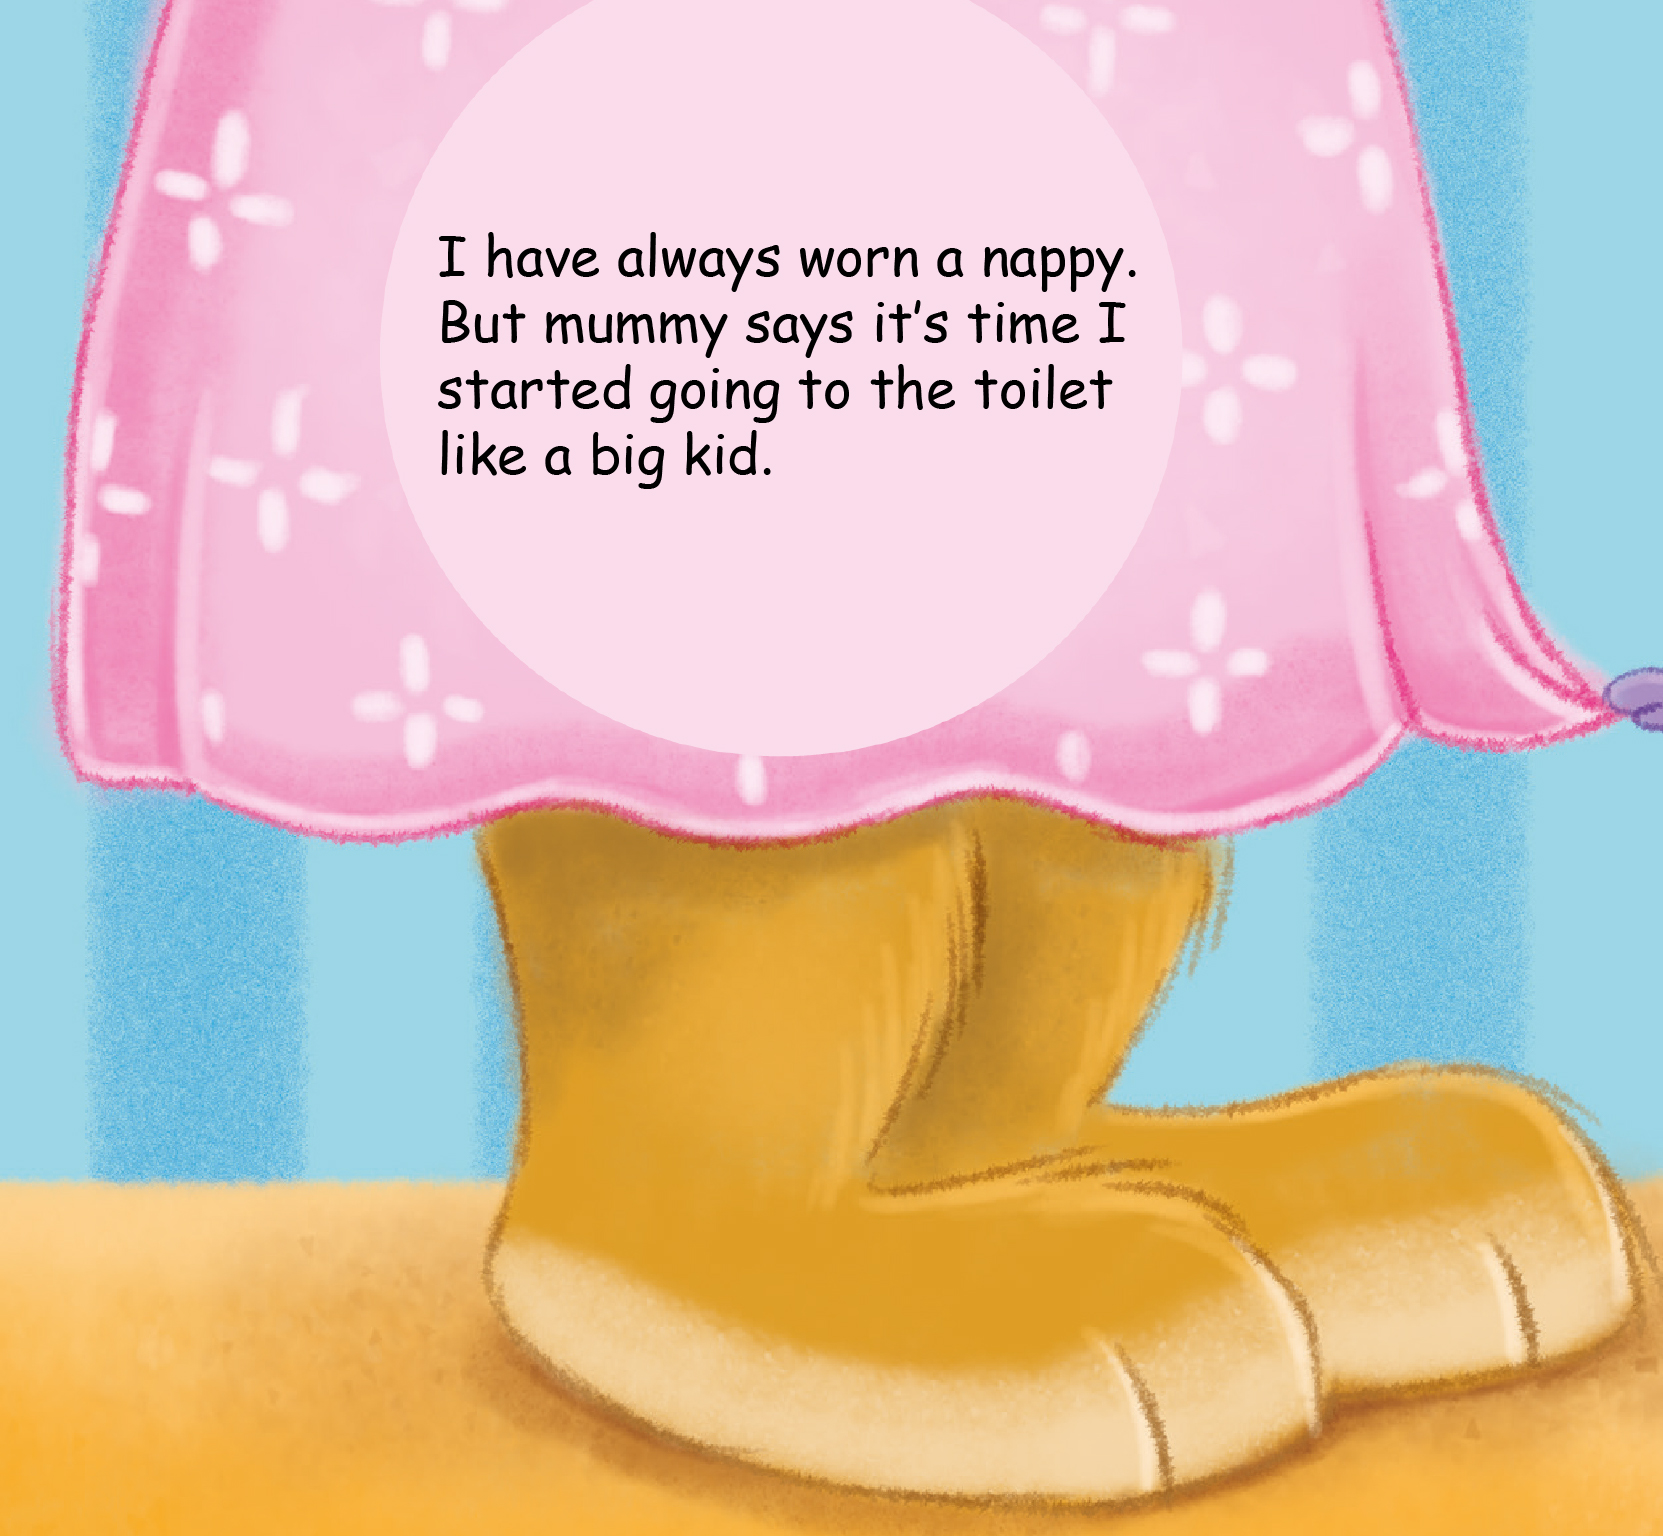 I have always worn a nappy.
But mummy says it’s time I
started going to the toilet
like a big kid.